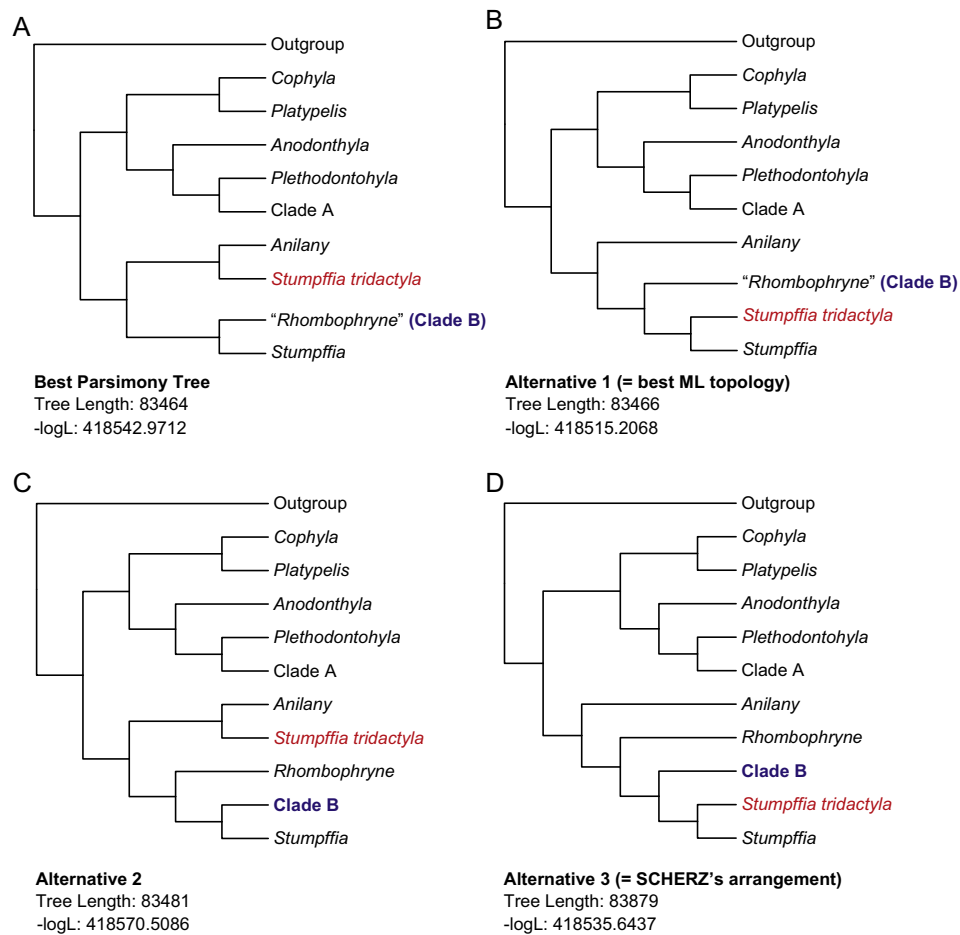 A
Outgroup
Cophyla
Platypelis
Anodonthyla
Plethodontohyla
Clade A
Anilany
Stumpffia tridactyla
“Rhombophryne” (Clade B)
Stumpffia
Best Parsimony Tree
Tree Length: 83464
-logL: 418542.9712
B
Outgroup
Cophyla
Platypelis
Anodonthyla
Plethodontohyla
Clade A
Anilany
“Rhombophryne” (Clade B)
Stumpffia tridactyla
Stumpffia
Alternative 1 (= best ML topology)
Tree Length: 83466
-logL: 418515.2068
C
Outgroup
Cophyla
Platypelis
Anodonthyla
Plethodontohyla
Clade A
Anilany
Stumpffia tridactyla
Rhombophryne
Clade B
Stumpffia
Alternative 2
Tree Length: 83481
-logL: 418570.5086
D
Outgroup
Cophyla
Platypelis
Anodonthyla
Plethodontohyla
Clade A
Anilany
Rhombophryne
Clade B
Stumpffia tridactyla
Stumpffia
Alternative 3 (= SCHERZ’s arrangement)
Tree Length: 83879
-logL: 418535.6437